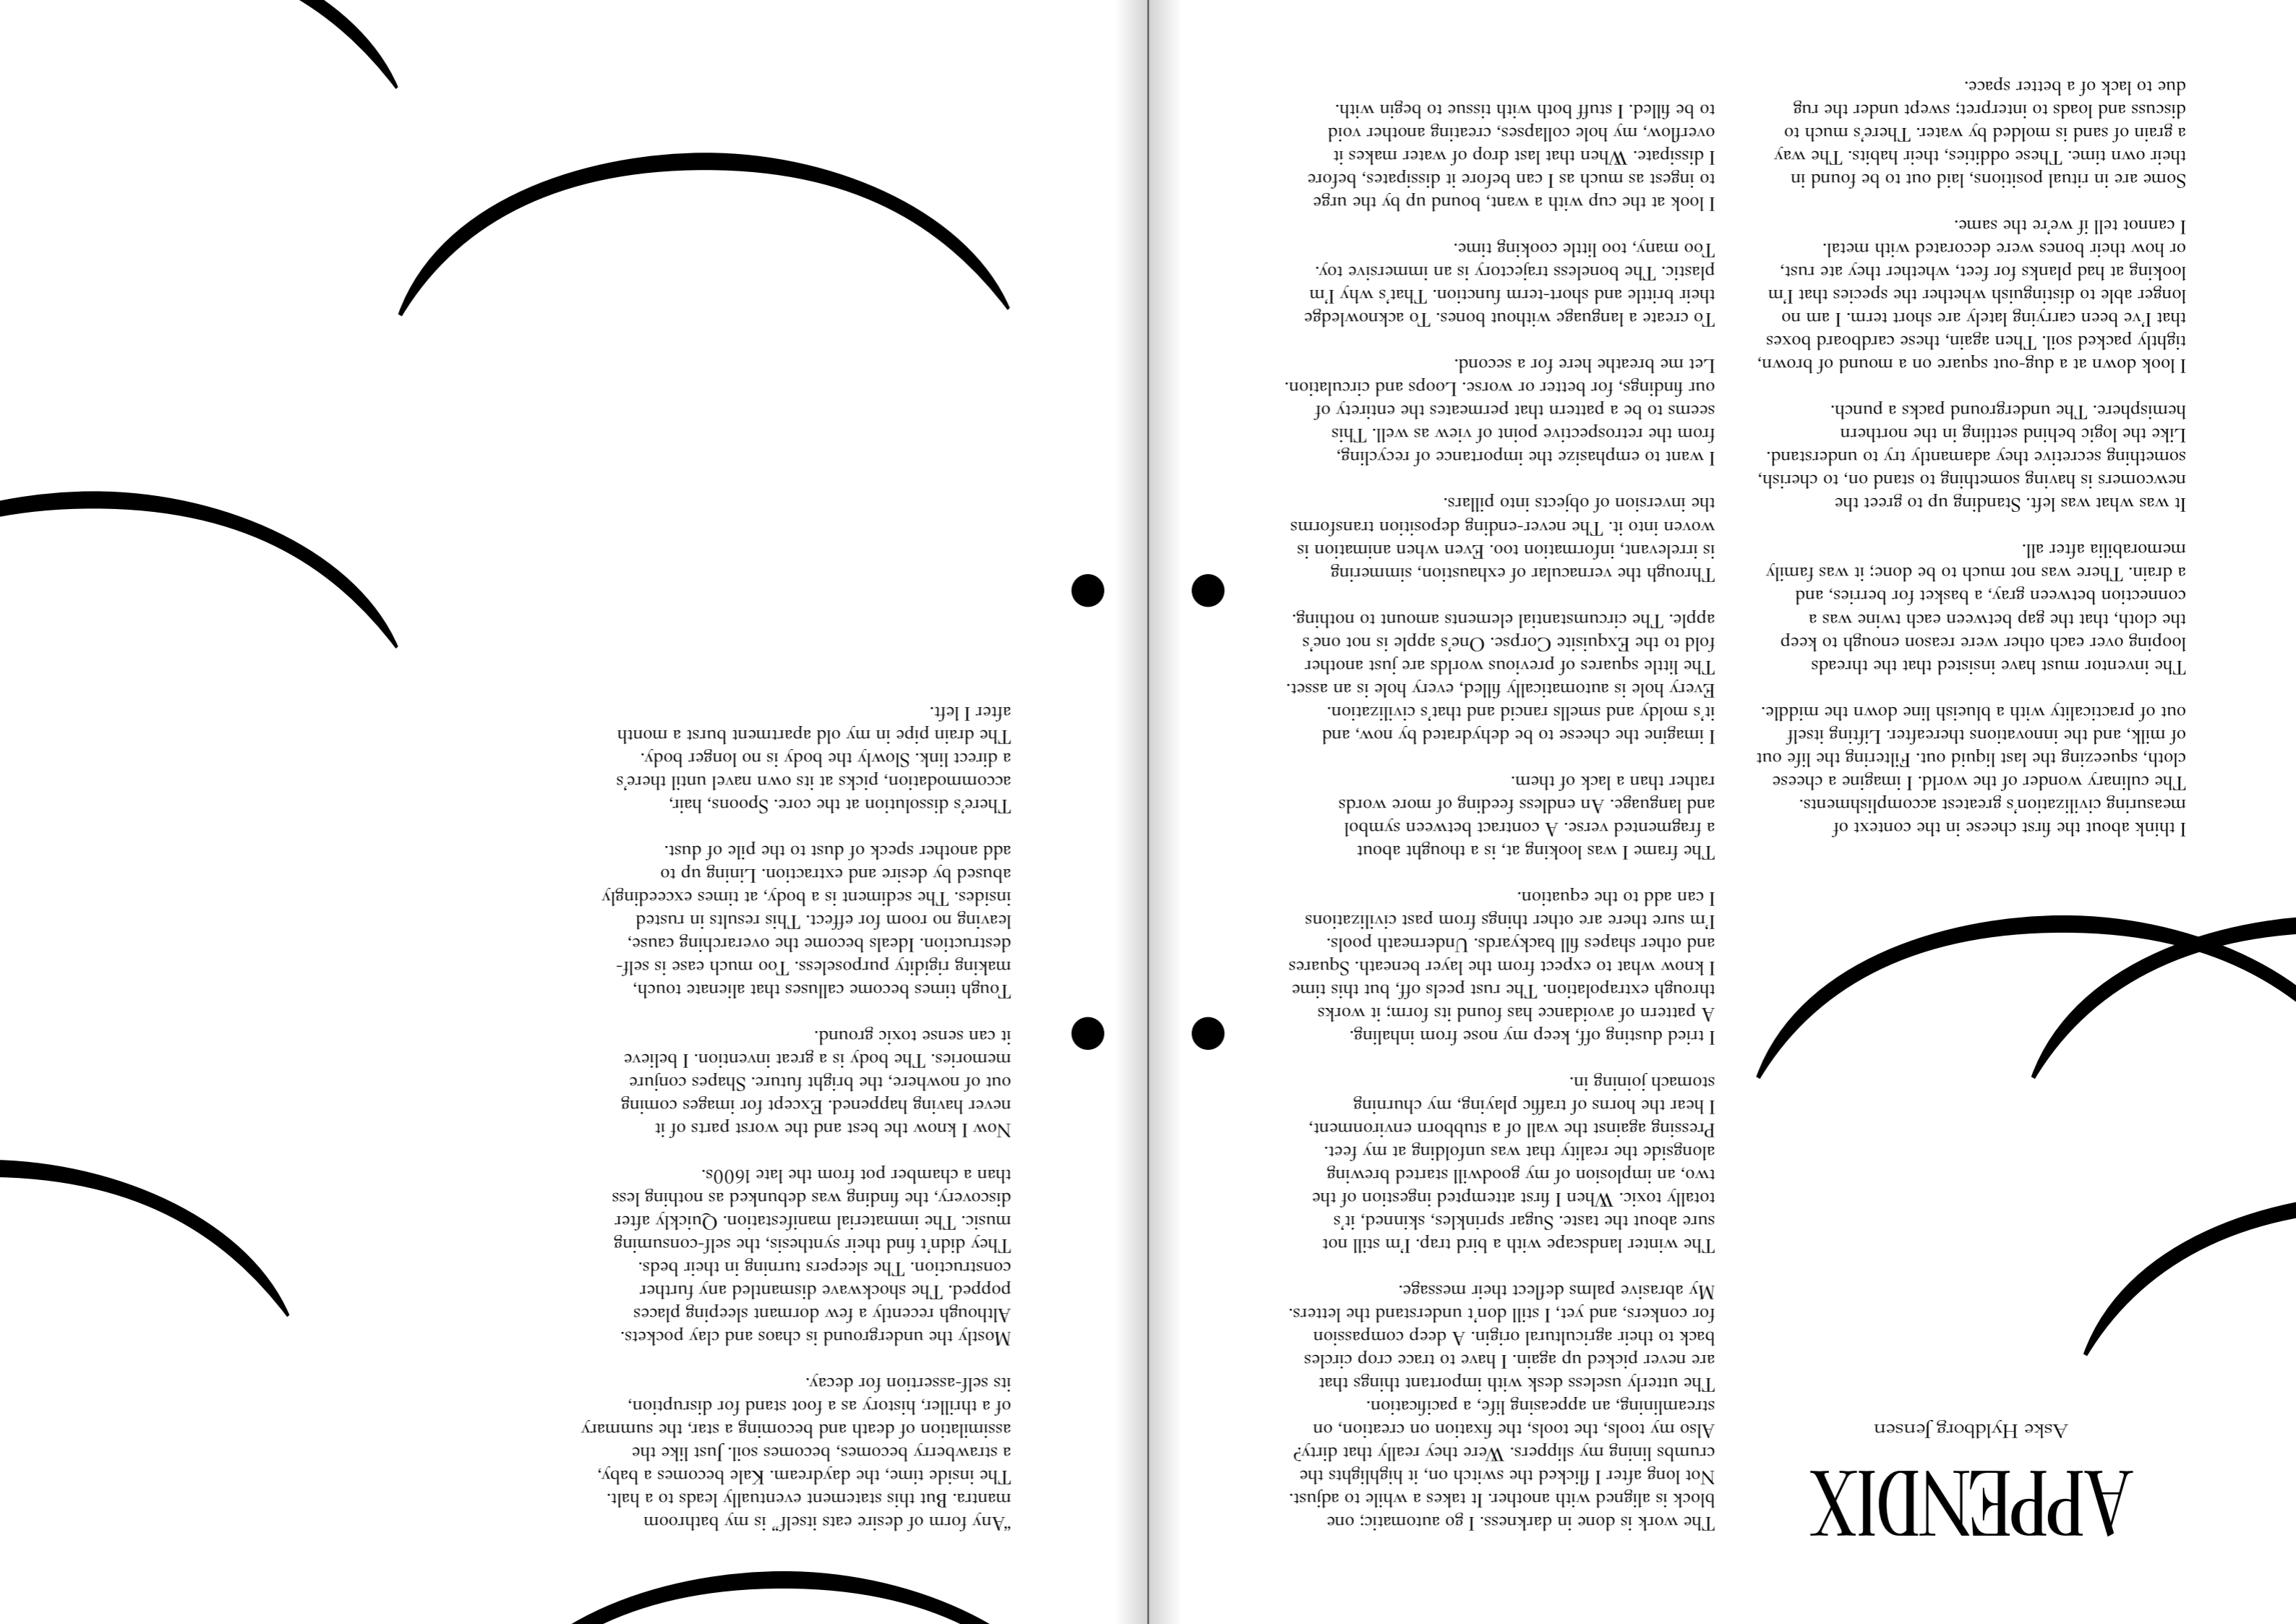 APPENDIX
Aske Hyldborg Jensen
I think about the first cheese in the context of
measuring civilization's greatest accomplishments.
The culinary wonder of the world. I imagine a cheese
cloth, squeezing the last liquid out. Filtering the life out
of milk, and the innovations thereafter. Lifting itself
out of practicality with a blueish line down the middle.
The inventor must have insisted that the threads
looping over each other were reason enough to keep
the cloth, that the gap between each twine was a
connection between gray, a basket for berries, and
a drain. There was not much to be done; it was family
memorabilia after all.
It was what was left. Standing up to greet the
newcomers is having something to stand on, to cherish,
something secretive they adamantly try to understand.
Like the logic behind settling in the northern
hemisphere. The underground packs a punch.
I look down at a dug-out square on a mound of brown,
tightly packed soil. Then again, these cardboard boxes
that I've been carrying lately are short term. I am no
longer able to distinguish whether the species that I'm
looking at had planks for feet, whether they ate rust,
or how their bones were decorated with metal.
I cannot tell if we're the same.
Some are in ritual positions, laid out to be found in
their own time. These oddities, their habits. The way
a grain of sand is molded by water. There's much to
discuss and loads to interpret; swept under the rug
due to lack of a better space.
The work is done in darkness. I go automatic; one
block is aligned with another. It takes a while to adjust.
Not long after I flicked the switch on, it highlights the
crumbs lining my slippers. Were they really that dirty?
Also my tools, the tools, the fixation on creation, on
streamlining, an appeasing life, a pacification.
The utterly useless desk with important things that
are never picked up again. I have to trace crop circles
back to their agricultural origin. A deep compassion
for conkers, and yet, I still don't understand the letters.
My abrasive palms deflect their message.
The winter landscape with a bird trap. I'm still not
sure about the taste. Sugar sprinkles, skinned, it's
totally toxic. When I first attempted ingestion of the
two, an implosion of my goodwill started brewing
alongside the reality that was unfolding at my feet.
Pressing against the wall of a stubborn environment,
I hear the horns of traffic playing, my churning
stomach joining in.
I tried dusting off, keep my nose from inhaling.
A pattern of avoidance has found its form; it works
through extrapolation. The rust peels off, but this time
I know what to expect from the layer beneath. Squares
and other shapes fill backyards. Underneath pools.
I'm sure there are other things from past civilizations
I can add to the equation.
The frame I was looking at, is a thought about
a fragmented verse. A contract between symbol
and language. An endless feeding of more words
rather than a lack of them.
I imagine the cheese to be dehydrated by now, and
it's moldy and smells rancid and that's civilization.
Every hole is automatically filled, every hole is an asset.
The little squares of previous worlds are just another
fold to the Exquisite Corpse. One's apple is not one's
apple. The circumstantial elements amount to nothing.
Through the vernacular of exhaustion, simmering
is irrelevant, information too. Even when animation is
woven into it. The never-ending deposition transforms
the inversion of objects into pillars.
I want to emphasize the importance of recycling,
from the retrospective point of view as well. This
seems to be a pattern that permeates the entirety of
our findings, for better or worse. Loops and circulation.
Let me breathe here for a second.
To create a language without bones. To acknowledge
their brittle and short-term function. That's why I'm
plastic. The boneless trajectory is an immersive toy.
Too many, too little cooking time.
I look at the cup with a want, bound up by the urge
to ingest as much as I can before it dissipates, before
I dissipate. When that last drop of water makes it
overflow, my hole collapses, creating another void
to be filled. I stuff both with tissue to begin with.
“Any form of desire eats itself” is my bathroom
mantra. But this statement eventually leads to a halt.
The inside time, the daydream. Kale becomes a baby,
a strawberry becomes, becomes soil. Just like the
assimilation of death and becoming a star, the summary
of a thriller, history as a foot stand for disruption,
its self-assertion for decay.
Mostly the underground is chaos and clay pockets.
Although recently a few dormant sleeping places
popped. The shockwave dismantled any further
construction. The sleepers turning in their beds.
They didn't find their synthesis, the self-consuming
music. The immaterial manifestation. Quickly after
discovery, the finding was debunked as nothing less
than a chamber pot from the late 1600s.
Now I know the best and the worst parts of it
never having happened. Except for images coming
out of nowhere, the bright future. Shapes conjure
memories. The body is a great invention. I believe
it can sense toxic ground.
Tough times become calluses that alienate touch,
making rigidity purposeless. Too much ease is self-
destruction. Ideals become the overarching cause,
leaving no room for effect. This results in rusted
insides. The sediment is a body, at times exceedingly
abused by desire and extraction. Lining up to
add another speck of dust to the pile of dust.
There's dissolution at the core. Spoons, hair,
accommodation, picks at its own navel until there's
a direct link. Slowly the body is no longer body.
The drain pipe in my old apartment burst a month
after I left.